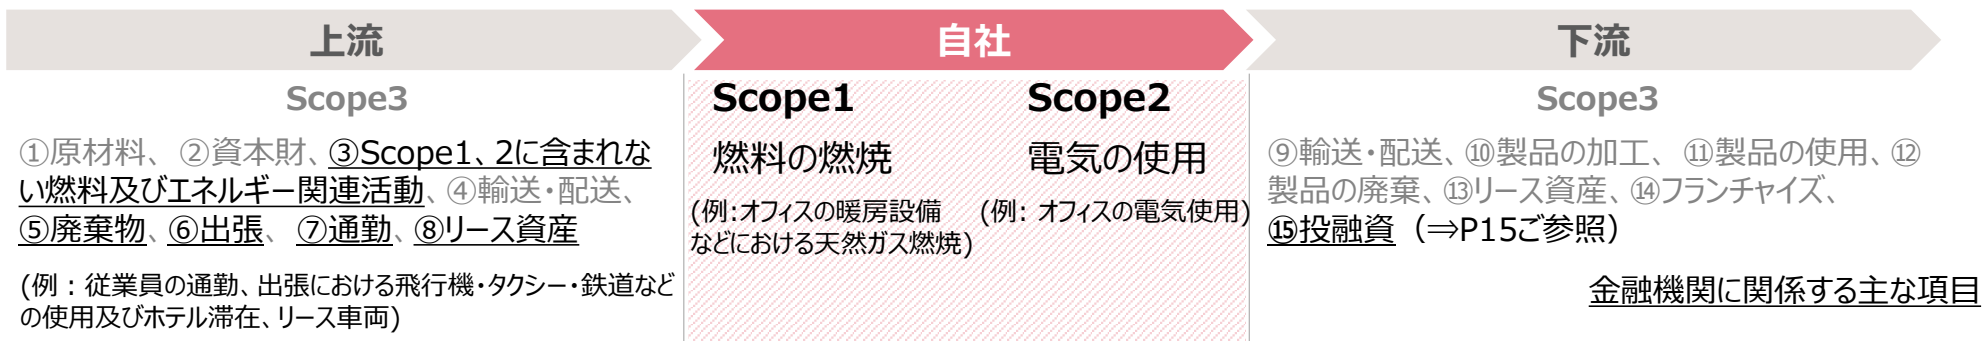 上流
Scope3
①原材料、②資本財、③Scope1、2に含まれな
い燃料及びエネルギー関連活動、④輸送・配送、
⑤廃棄物、⑥出張、⑦通勤、⑧リース資産
(例：従業員の通勤、出張における飛行機・タクシー・鉄道など
の使用及びホテル滞在、リース車両)
自社
Scope1
燃料の燃焼
(例:オフィスの暖房設備
などにおける天然ガス燃焼)
Scope2
電気の使用
(例: オフィスの電気使用)
下流
Scope3
⑨輸送・配送、⑩製品の加工、⑪製品の使用、⑫
製品の廃棄、⑬リース資産、⑭フランチャイズ、
⑮投融資（⇒P15ご参照）
金融機関に関係する主な項目